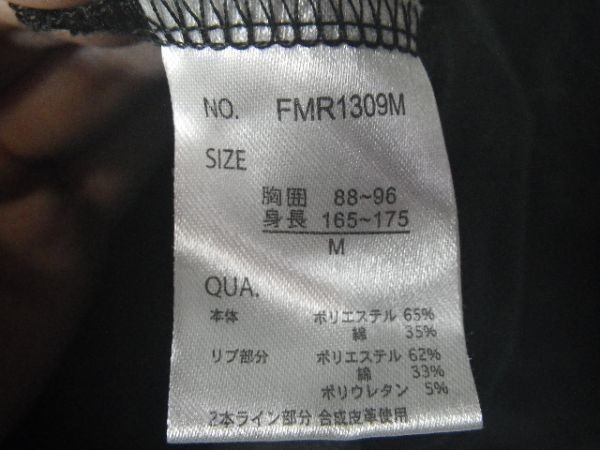 NO. FMR1309M
SIZE
胸囲 88~96
身長 165~175
M
QUA.
本体 ポリエステル 65%
綿 35%
リブ部分 ポリエステル 62%
綿 33%
ポリウレタン 5%
2本ライン部分 合成皮革使用